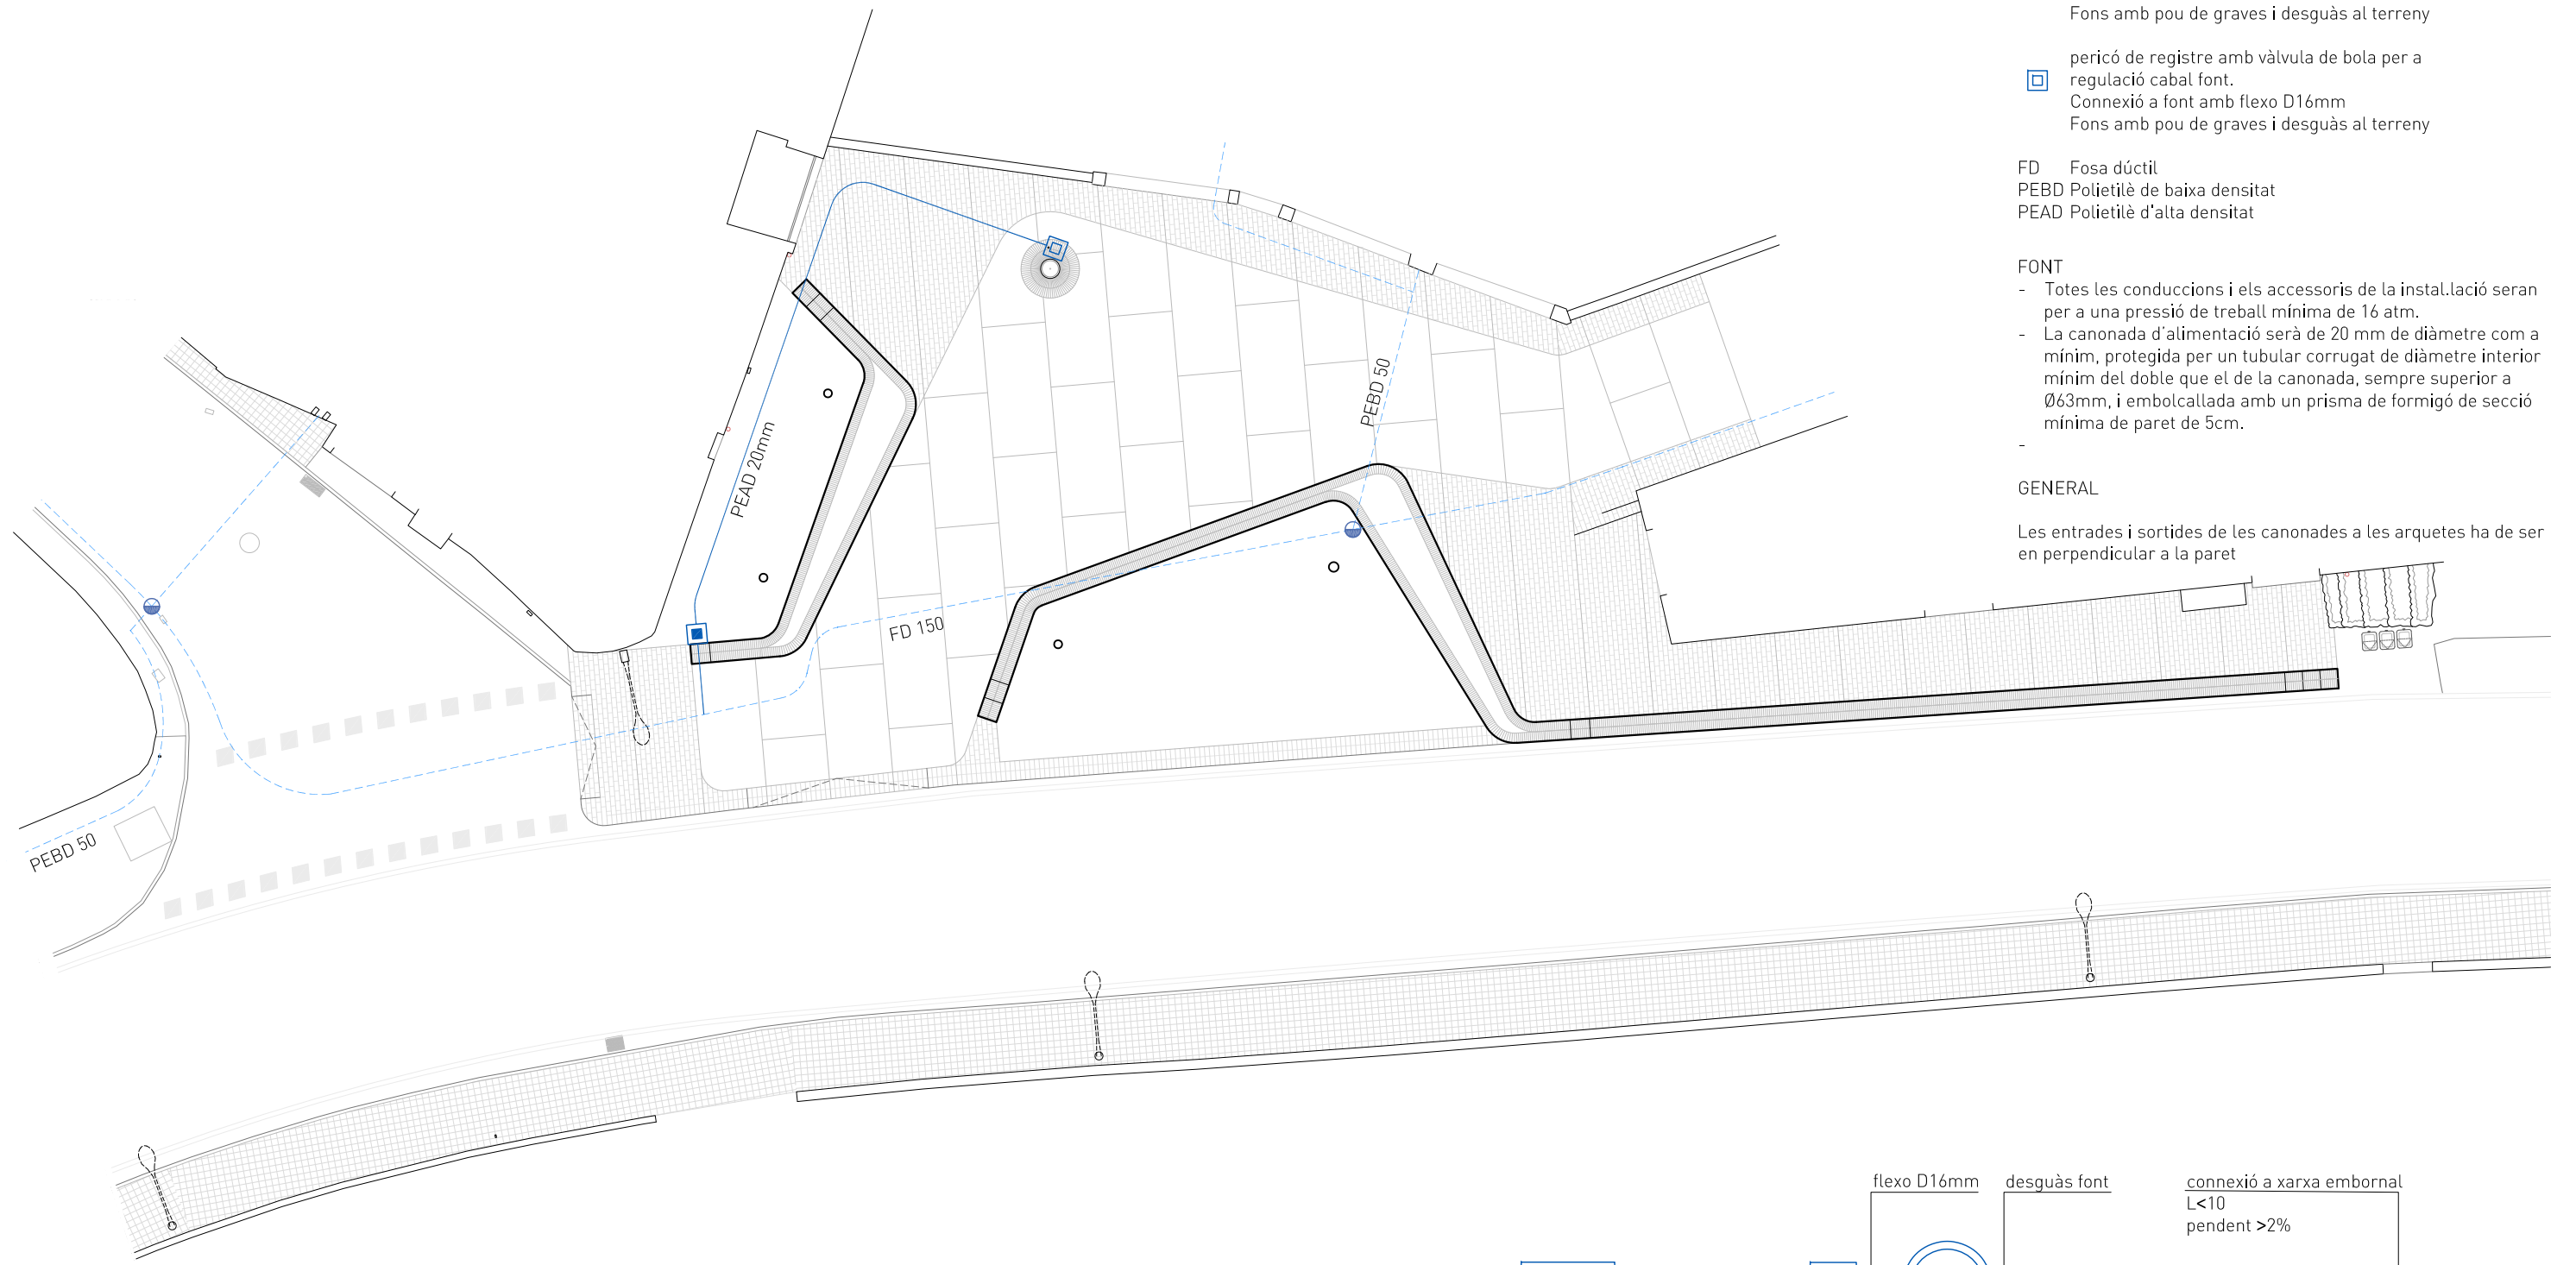 Fons amb pou de graves i desguàs al terreny
pericó de registre amb vàlvula de bola per a
regulació cabal font.
Connexió a font amb flexo D16mm
Fons amb pou de graves i desguàs al terreny
FD Fosa dúctil
PEBD Polietilè de baixa densitat
PEAD Polietilè d'alta densitat
FONT
- Totes les conduccions i els accessoris de la instal.lació seran
per a una pressió de treball mínima de 16 atm.
- La canonada d'alimentació serà de 20 mm de diàmetre com a
mínim, protegida per un tubular corrugat de diàmetre interior
mínim del doble que el de la canonada, sempre superior a
Ø63mm, i embolcallada amb un prisma de formigó de secció
mínima de paret de 5cm.
-
GENERAL
Les entrades i sortides de les canonades a les arquetes ha de ser
en perpendicular a la paret
PEBD 50
PEAD 20mm
FD 150
PEBD 50
flexo D16mm
desguàs font
connexió a xarxa embornal
L<10
pendent >2%